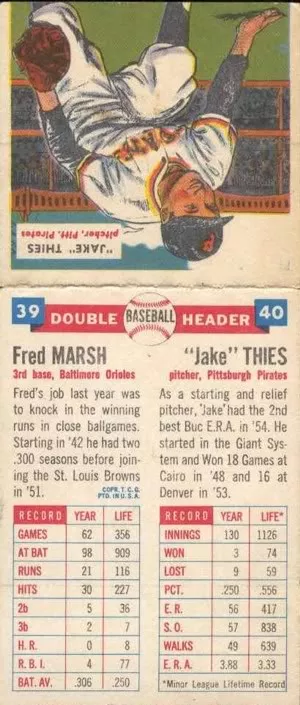 "JAKE" THIES
pitcher, Pitt. Pirates
39 DOUBLE BASEBALL HEADER 40
Fred MARSH
3rd base, Baltimore Orioles
Fred's job last year was
to knock in the winning
runs in close ballgames.
Starting in '42 he had two
.300 seasons before join-
ing the St. Louis Browns
in '51.
COPR. T. C. G.
PTD. IN U. S. A.
RECORD YEAR LIFE
GAMES 62 356
AT BAT 98 909
RUNS 21 116
HITS 30 227
2b 5 36
3b 2 7
H. R. 0 8
R. B. I. 4 77
BAT. AV. .306 .250
"Jake" THIES
pitcher, Pittsburgh Pirates
As a starting and relief
pitcher, 'Jake' had the 2nd
best Buc E.R.A. in '54. He
started in the Giant Sys-
tem and Won 18 Games at
Cairo in '48 and 16 at
Denver in '53.
RECORD YEAR LIFE*
INNINGS 130 1126
WON 3 74
LOST 9 59
PCT. .250 .556
E. R. 56 417
S. O. 57 838
WALKS 49 639
E. R. A. 3.88 3.33
*Minor League Lifetime Record